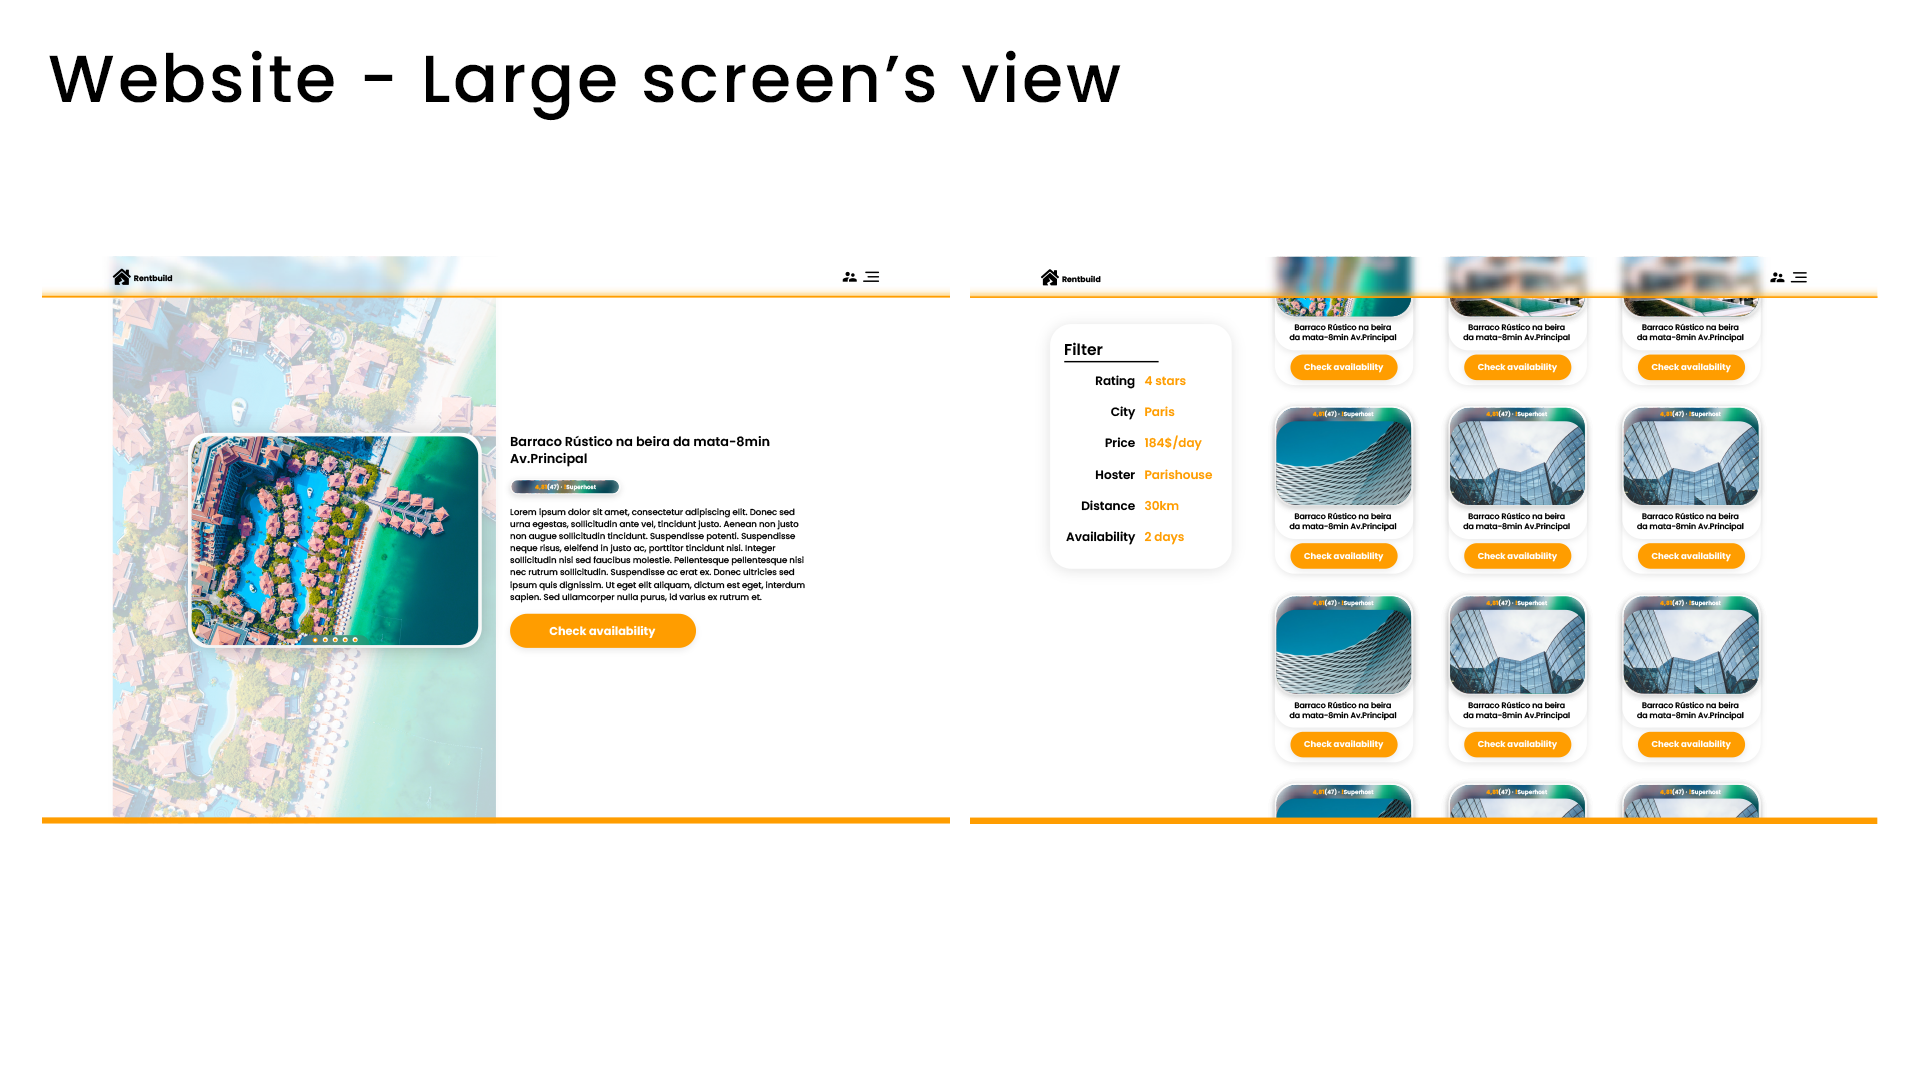 Website - Large screen’s view
Rentbuild
Barraco Rústico na beira da mata-8min
Av.Principal
4,81(47) · !Superhost
Lorem ipsum dolor sit amet, consectetur adipiscing elit. Donec sed
urna egestas, sollicitudin ante vel, tincidunt justo. Aenean non justo
non augue sollicitudin tincidunt. Suspendisse potenti. Suspendisse
neque risus, eleifend in justo ac, porttitor tincidunt nisi. Integer
sollicitudin nisl sed faucibus molestie. Pellentesque pellentesque nisl
nec rutrum sollicitudin. Suspendisse ac erat ex. Donec ultricies sed
ipsum quis dignissim. Ut eget elit aliquam, dictum est eget, interdum
sapien. Sed ullamcorper nulla purus, id varius ex rutrum et.
Check availability
Rentbuild
Filter
Rating 4 stars
City Paris
Price 184$/day
Hoster Parishouse
Distance 30km
Availability 2 days
Barraco Rústico na beira
da mata-8min Av.Principal
Check availability
Barraco Rústico na beira
da mata-8min Av.Principal
Check availability
Barraco Rústico na beira
da mata-8min Av.Principal
Check availability
4,81(47) · !Superhost
Barraco Rústico na beira
da mata-8min Av.Principal
Check availability
4,81(47) · !Superhost
Barraco Rústico na beira
da mata-8min Av.Principal
Check availability
4,81(47) · !Superhost
Barraco Rústico na beira
da mata-8min Av.Principal
Check availability
4,81(47) · !Superhost
Barraco Rústico na beira
da mata-8min Av.Principal
Check availability
4,81(47) · !Superhost
Barraco Rústico na beira
da mata-8min Av.Principal
Check availability
4,81(47) · !Superhost
Barraco Rústico na beira
da mata-8min Av.Principal
Check availability
4,81(47) · !Superhost
4,81(47) · !Superhost
4,81(47) · !Superhost